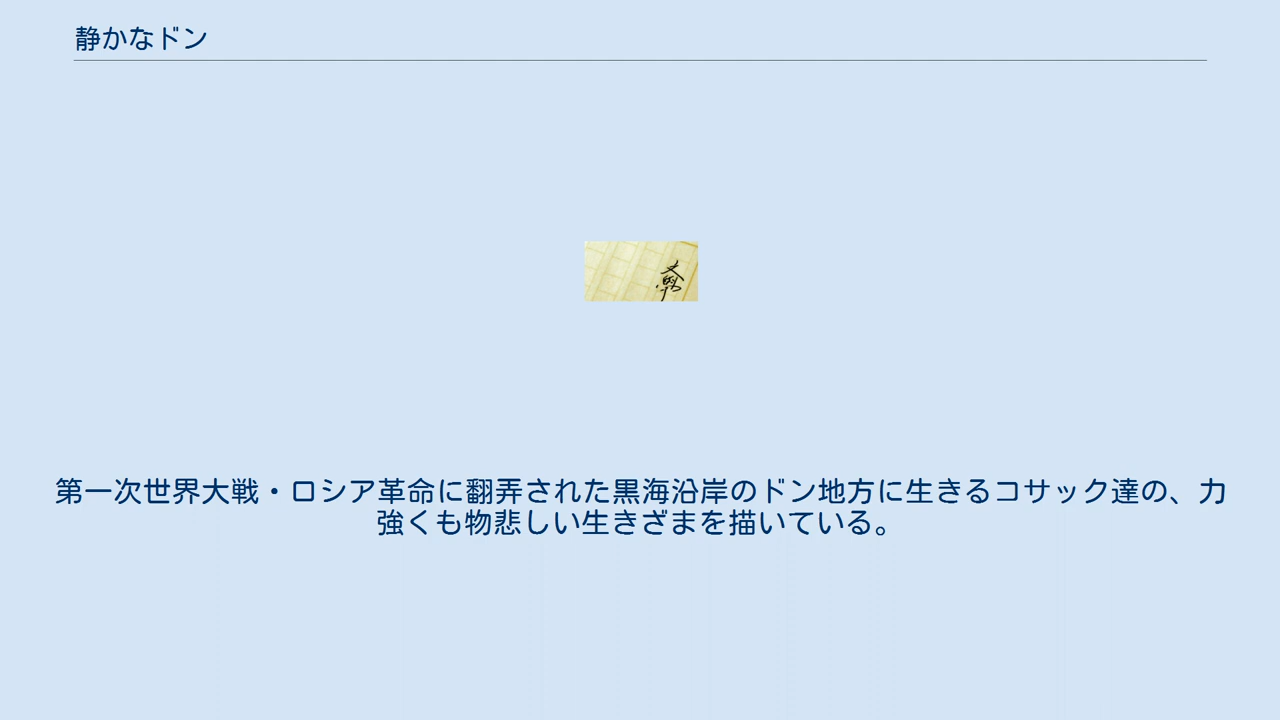 静かなドン
第一次世界大戦・ロシア革命に翻弄された黒海沿岸のドン地方に生きるコサック達の、力
強くも物悲しい生きざまを描いている。